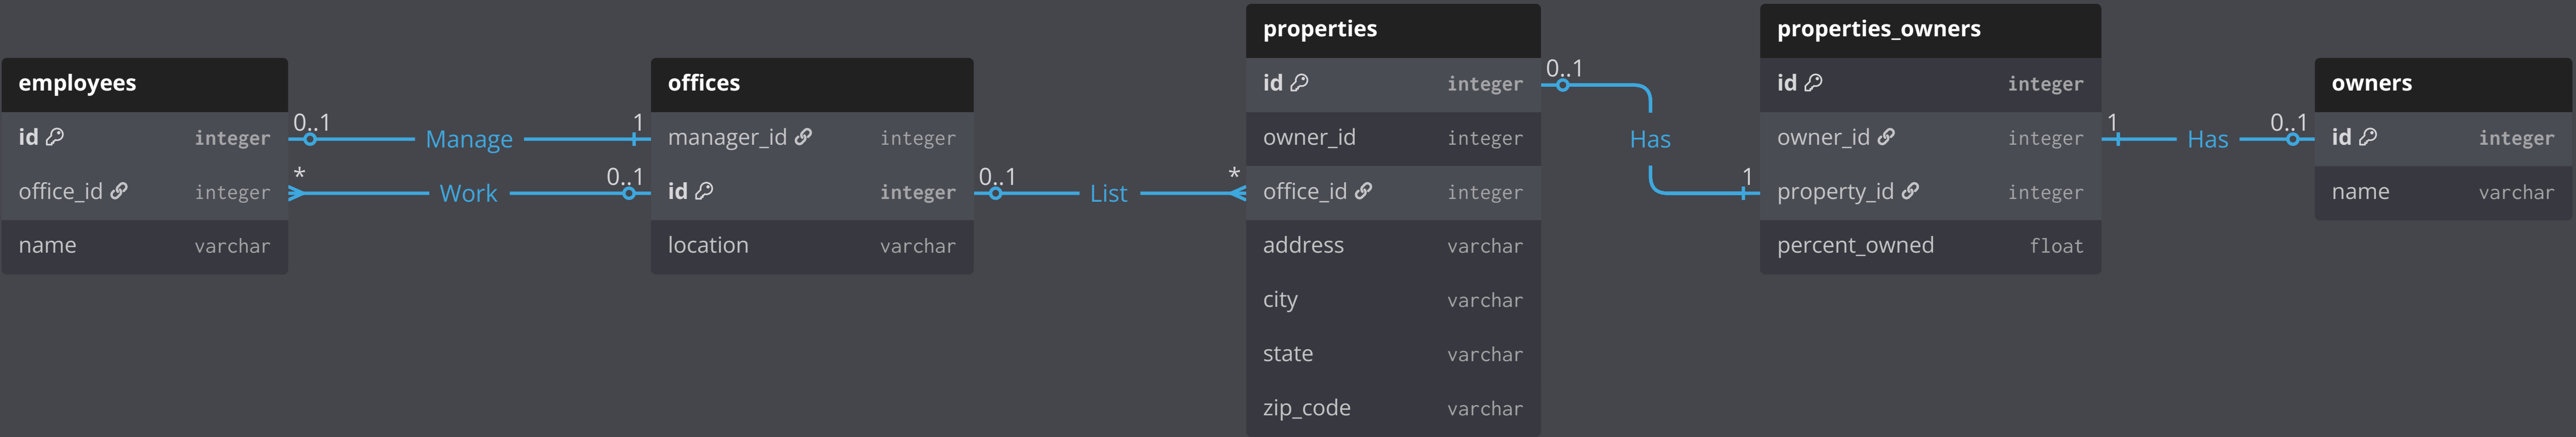 employees
id integer
office_id integer
name varchar
0..1 Manage 1
* Work 0..1
offices
manager_id integer
id integer
location varchar
0..1 List *
properties
id integer
owner_id integer
office_id integer
address varchar
city varchar
state varchar
zip_code varchar
0..1
Has
1
properties_owners
id integer
owner_id integer
property_id integer
percent_owned float
1 Has 0..1
owners
id integer
name varchar